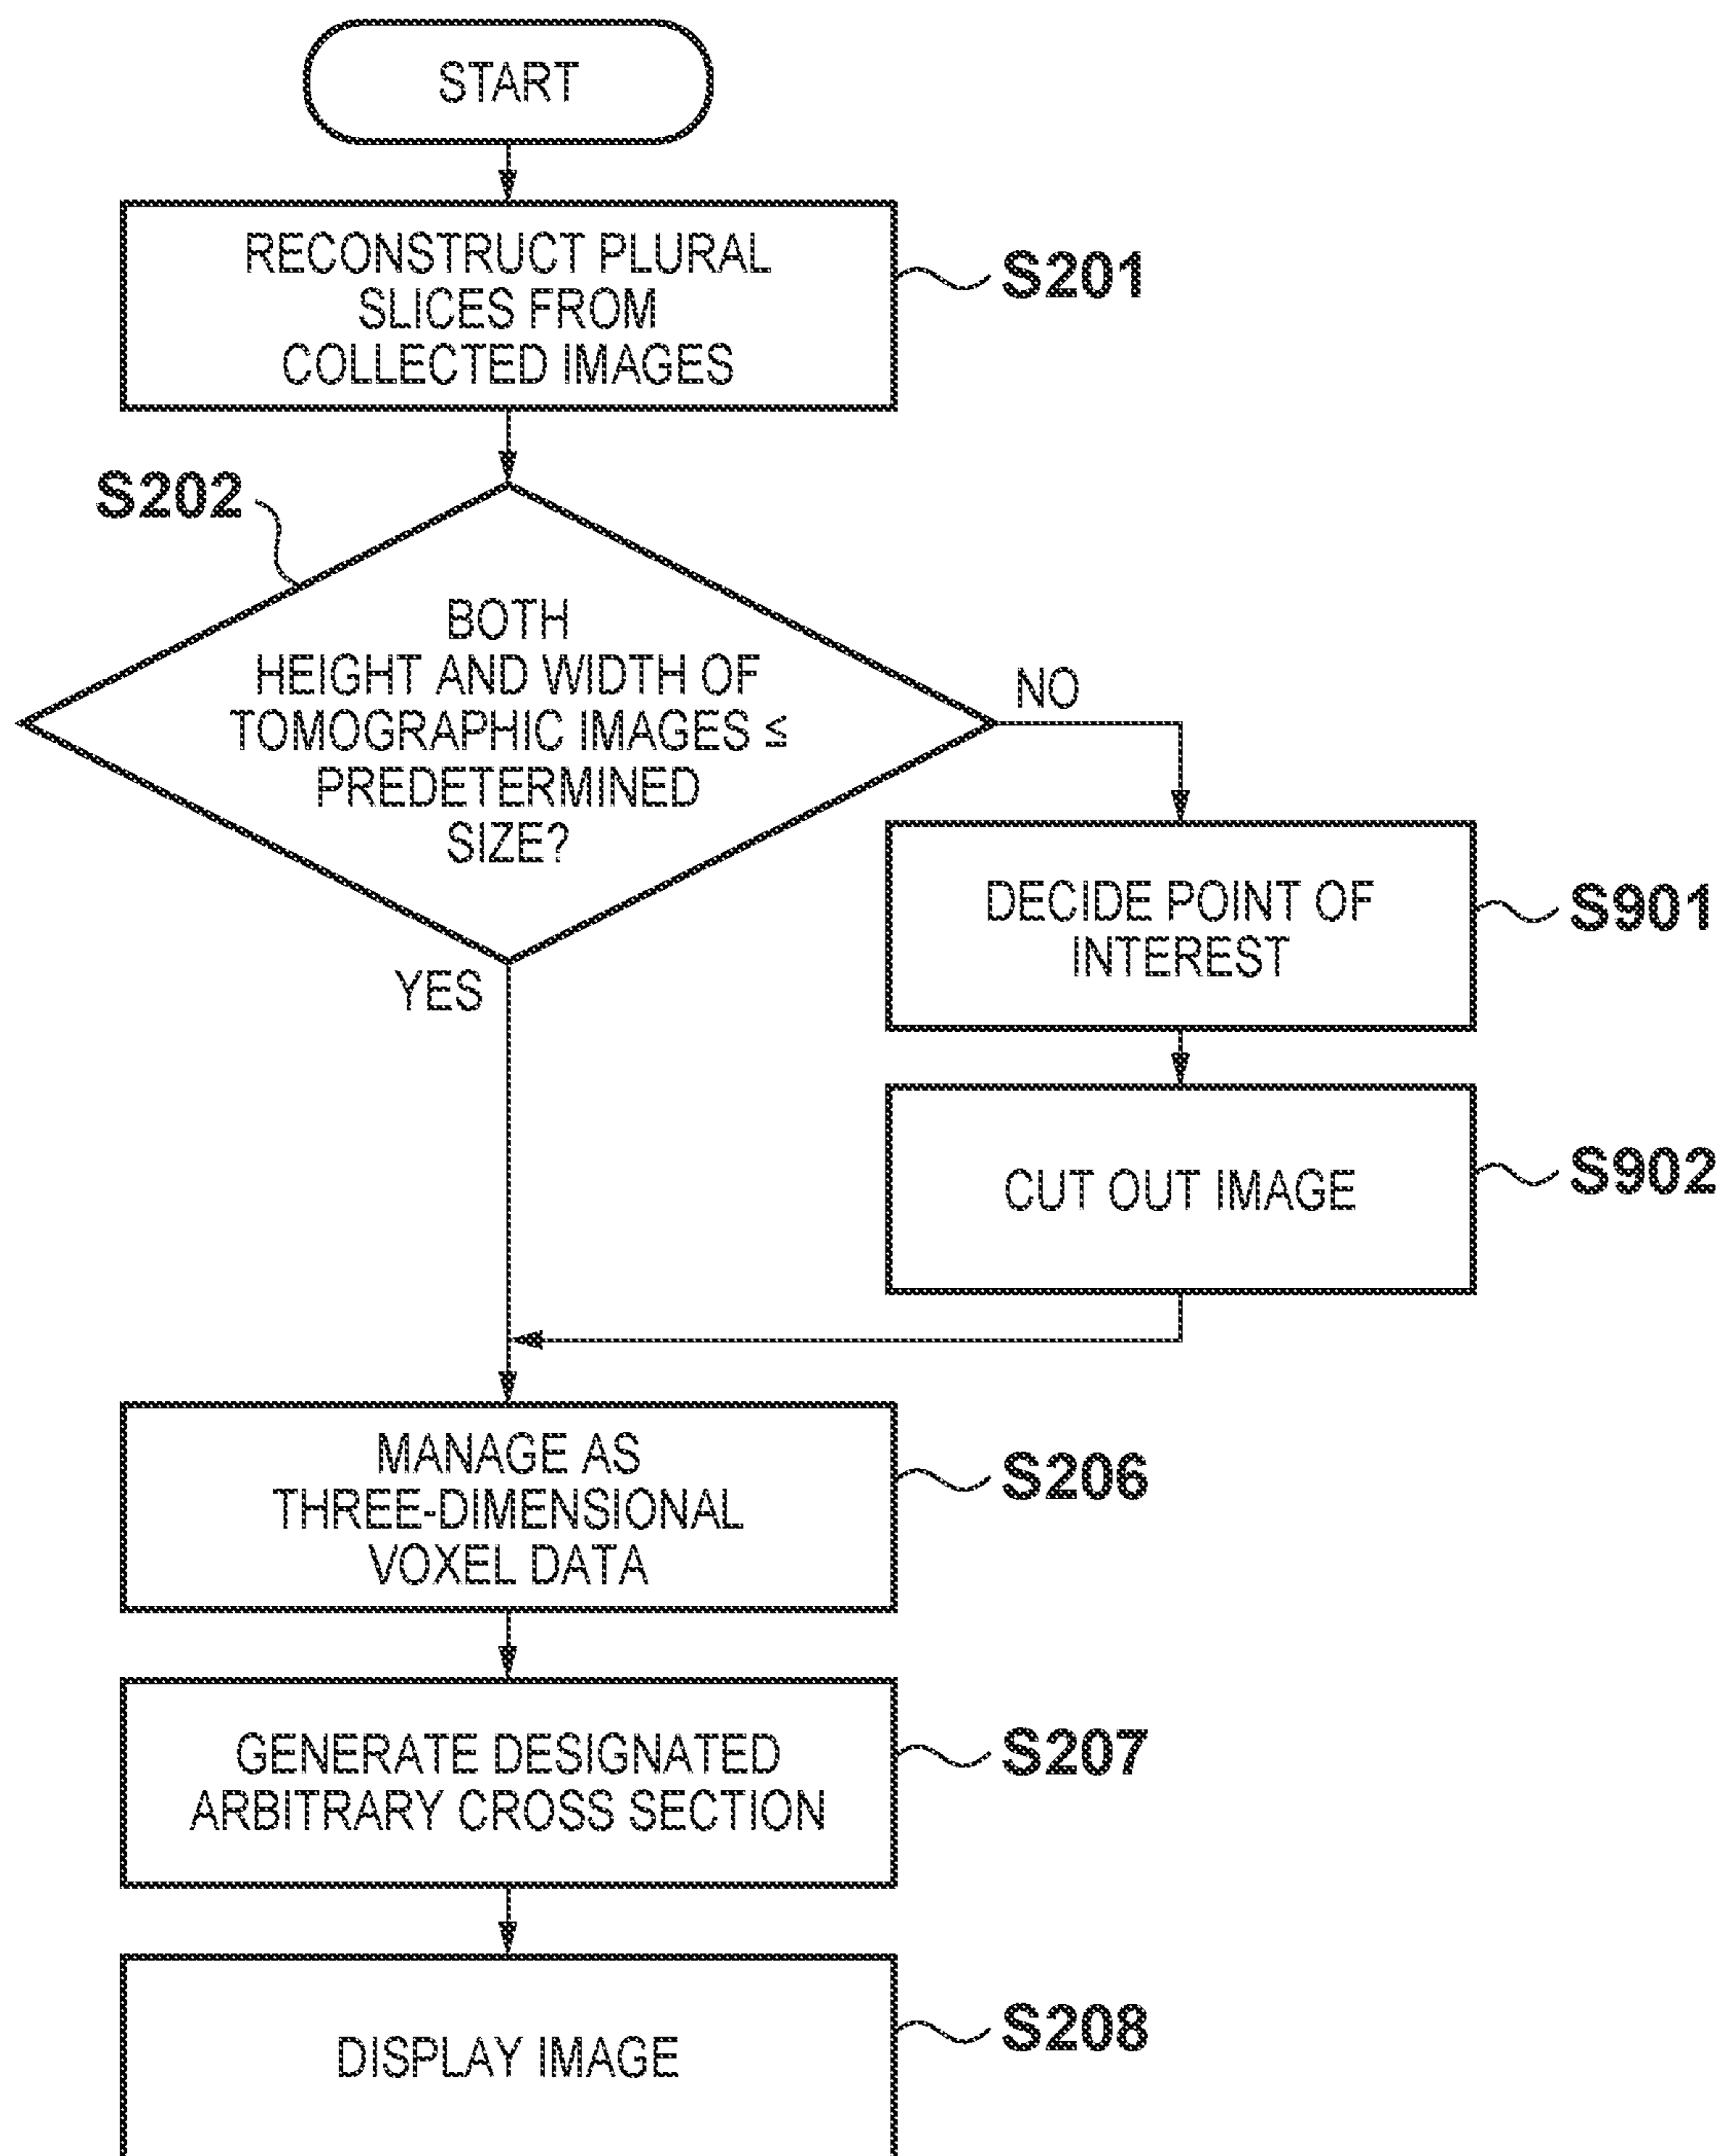 START
RECONSTRUCT PLURAL
SLICES FROM
COLLECTED IMAGES
S201
S202
BOTH
HEIGHT AND WIDTH OF
TOMOGRAPHIC IMAGES ≤
PREDETERMINED
SIZE?
NO
YES
DECIDE POINT OF
INTEREST
S901
CUT OUT IMAGE
S902
MANAGE AS
THREE-DIMENSIONAL
VOXEL DATA
S206
GENERATE DESIGNATED
ARBITRARY CROSS SECTION
S207
DISPLAY IMAGE
S208